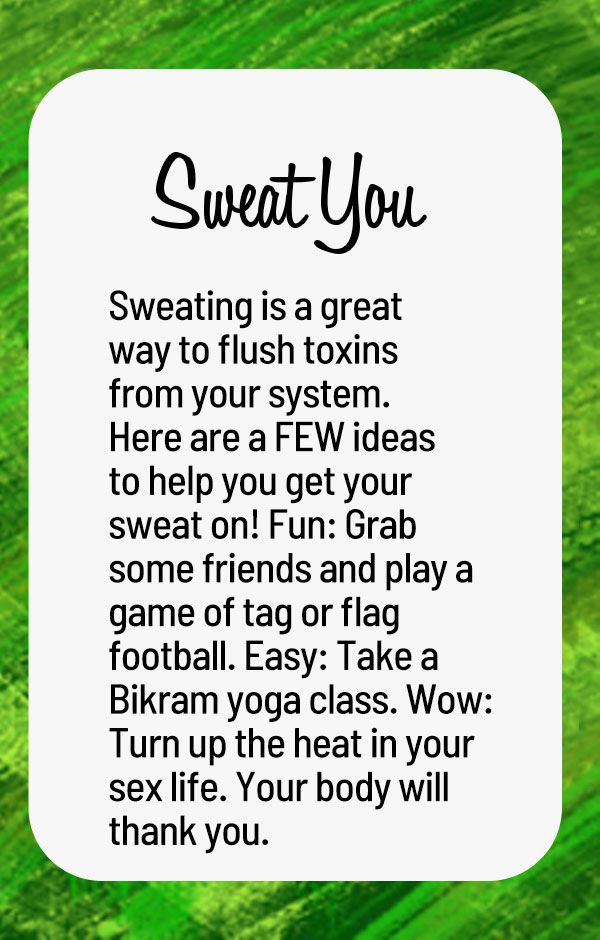 Sweat You
Sweating is a great
way to flush toxins
from your system.
Here are a FEW ideas
to help you get your
sweat on! Fun: Grab
some friends and play a
game of tag or flag
football. Easy: Take a
Bikram yoga class. Wow:
Turn up the heat in your
sex life. Your body will
thank you.